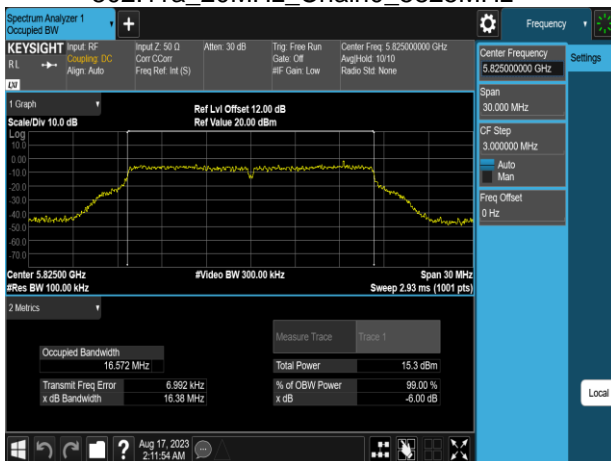 802.11a_20MHz_Chain0_5825MHz
Spectrum Analyzer 1
Occupied BW
Frequency
KEYSIGHT
RL
Input: RF
Coupling: DC
Align: Auto
Input Z: 50 Ω
Corr CCorr
Freq Ref: Int (S)
Atten: 30 dB
Trig: Free Run
Gate: Off
#IF Gain: Low
Center Freq: 5.825000000 GHz
Avg|Hold: 10/10
Radio Std: None
LXI
Center Frequency
5.825000000 GHz
Settings
Span
30.000 MHz
CF Step
3.000000 MHz
Auto
Man
Freq Offset
0 Hz
1 Graph
Scale/Div 10.0 dB
Ref Lvl Offset 12.00 dB
Ref Value 20.00 dBm
Log
10.0
0.00
-10.0
-20.0
-30.0
-40.0
-50.0
-60.0
-70.0
Center 5.82500 GHz
#Res BW 100.00 kHz
#Video BW 300.00 kHz
Span 30 MHz
Sweep 2.93 ms (1001 pts)
2 Metrics
Measure Trace
Trace 1
Occupied Bandwidth
16.572 MHz
Total Power
15.3 dBm
Transmit Freq Error
6.992 kHz
% of OBW Power
99.00 %
x dB Bandwidth
16.38 MHz
x dB
-6.00 dB
Local
?
Aug 17, 2023
2:11:54 AM